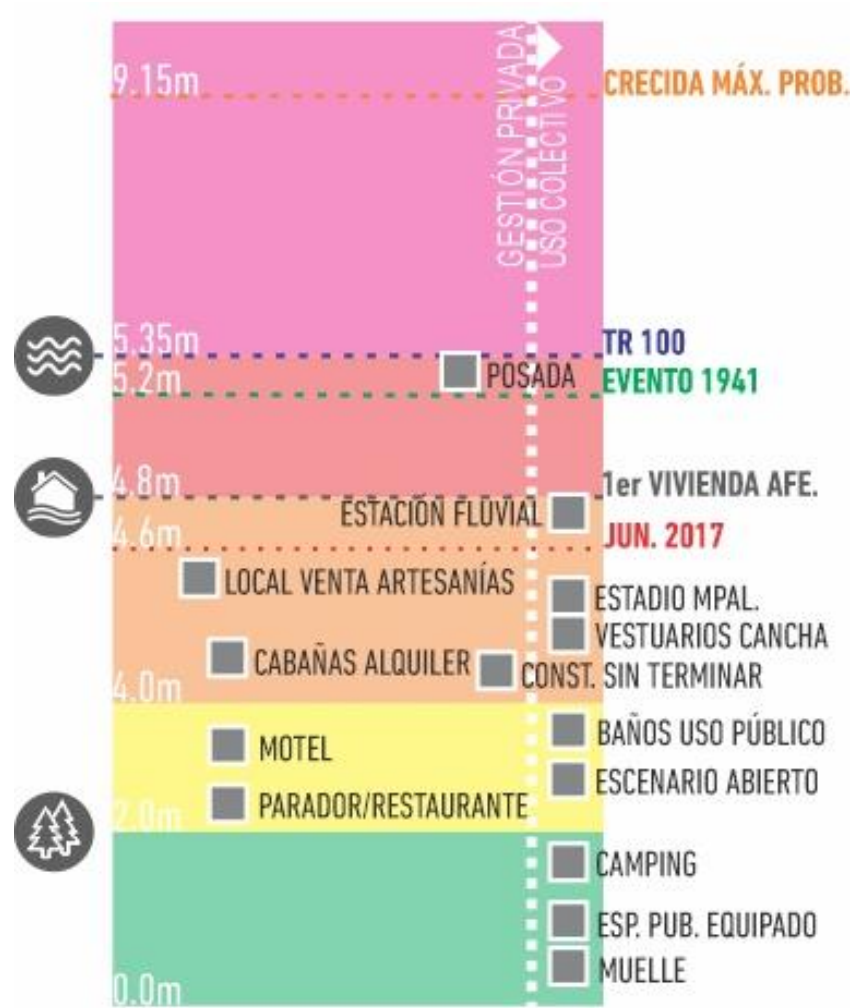 9.15m
CRECIDA MÁX. PROB.
GESTIÓN PRIVADA
USO COLECTIVO
5.35m
TR 100
POSADA
5.2m
EVENTO 1941
4.8m
1er VIVIENDA AFE.
ESTACIÓN FLUVIAL
4.6m
JUN. 2017
LOCAL VENTA ARTESANÍAS
ESTADIO MPAL.
VESTUARIOS CANCHA
CABAÑAS ALQUILER
CONST. SIN TERMINAR
4.0m
BAÑOS USO PÚBLICO
MOTEL
ESCENARIO ABIERTO
PARADOR/RESTAURANTE
2.0m
CAMPING
ESP. PUB. EQUIPADO
MUELLE
0.0m